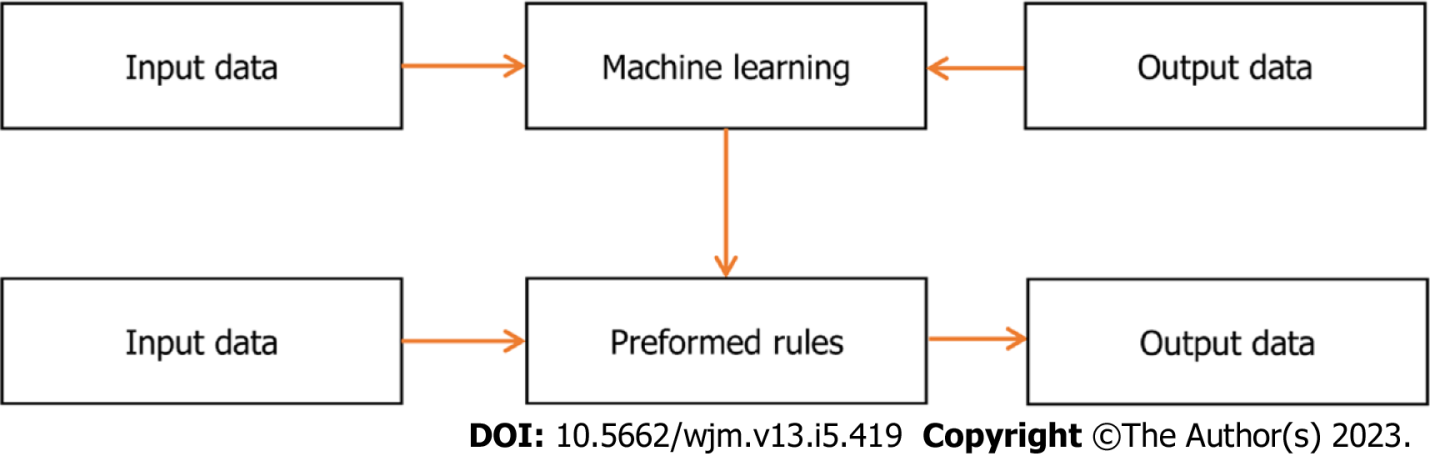 Input data
Machine learning
Output data
Input data
Preformed rules
Output data
DOI: 10.5662/wjm.v13.i5.419 Copyright ©The Author(s) 2023.